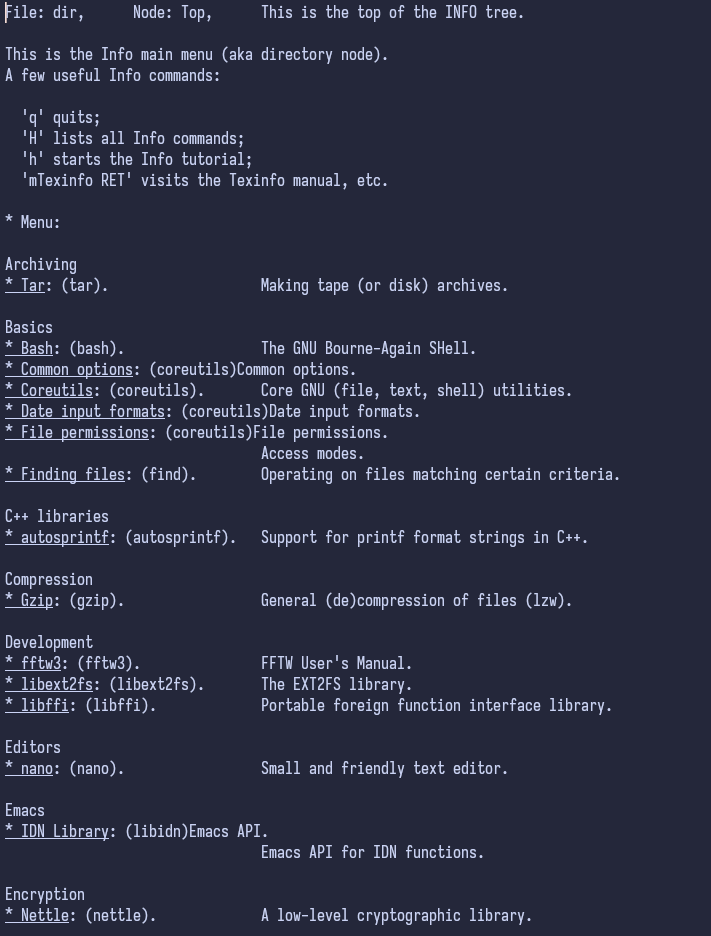 File: dir,      Node: Top,      This is the top of the INFO tree.

This is the Info main menu (aka directory node).
A few useful Info commands:

  'q' quits;
  'H' lists all Info commands;
  'h' starts the Info tutorial;
  'mTexinfo RET' visits the Texinfo manual, etc.

* Menu:

Archiving
* Tar: (tar).                   Making tape (or disk) archives.

Basics
* Bash: (bash).                 The GNU Bourne-Again SHell.
* Common options: (coreutils)Common options.
* Coreutils: (coreutils).       Core GNU (file, text, shell) utilities.
* Date input formats: (coreutils)Date input formats.
* File permissions: (coreutils)File permissions.
                                Access modes.
* Finding files: (find).        Operating on files matching certain criteria.

C++ libraries
* autosprintf: (autosprintf).   Support for printf format strings in C++.

Compression
* Gzip: (gzip).                 General (de)compression of files (lzw).

Development
* fftw3: (fftw3).               FFTW User's Manual.
* libext2fs: (libext2fs).       The EXT2FS library.
* libffi: (libffi).             Portable foreign function interface library.

Editors
* nano: (nano).                 Small and friendly text editor.

Emacs
* IDN Library: (libidn)Emacs API.
                                Emacs API for IDN functions.

Encryption
* Nettle: (nettle).             A low-level cryptographic library.